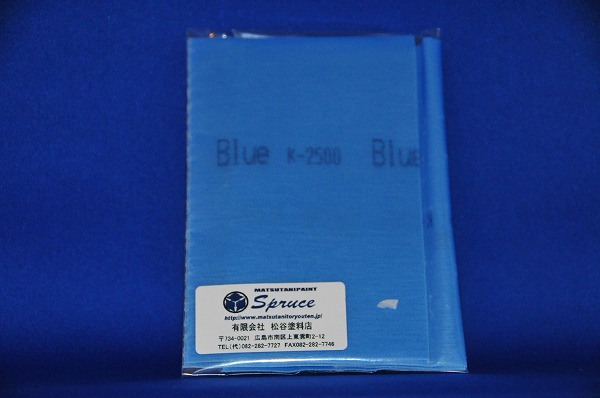 Blue K-2500 Blue
MATSUTANIPAINT
Spruce
http://www.matsutanitoryouten.jp/
有限会社 松谷塗料店
〒734-0021 広島市南区上東雲町2-12
TEL(代)082-282-7727 FAX082-282-7746